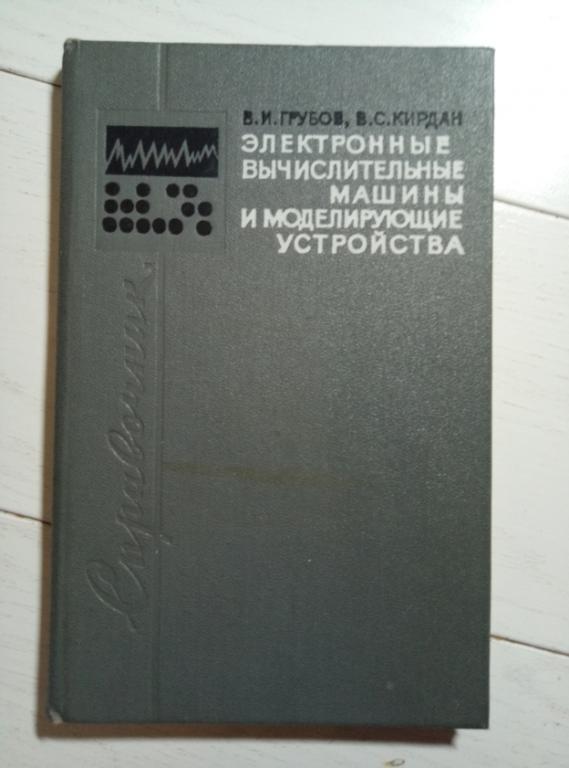 В.И.ГРУБОВ, В.С.КИРДАН
ЭЛЕКТРОННЫЕ
ВЫЧИСЛИТЕЛЬНЫЕ
МАШИНЫ
И МОДЕЛИРУЮЩИЕ
УСТРОЙСТВА
Справочник